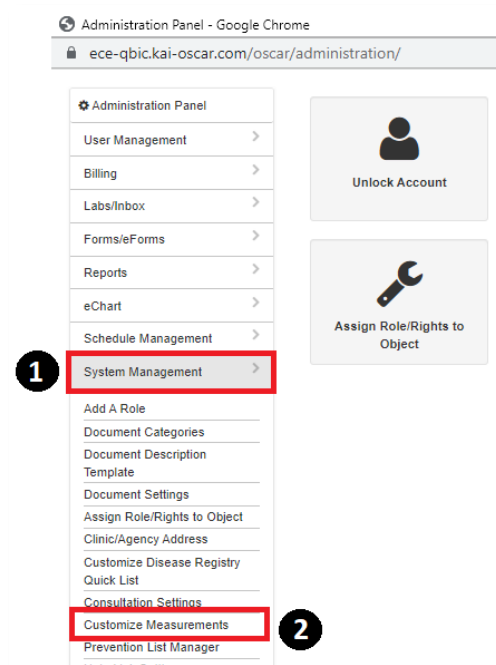 Administration Panel - Google Chrome
ece-qbic.kai-oscar.com/oscar/administration/
Administration Panel
User Management
Billing
Labs/Inbox
Forms/eForms
Reports
eChart
Schedule Management
1
System Management
Add A Role
Document Categories
Document Description
Template
Document Settings
Assign Role/Rights to Object
Clinic/Agency Address
Customize Disease Registry
Quick List
Consultation Settings
Customize Measurements
2
Prevention List Manager
Unlock Account
Assign Role/Rights to
Object